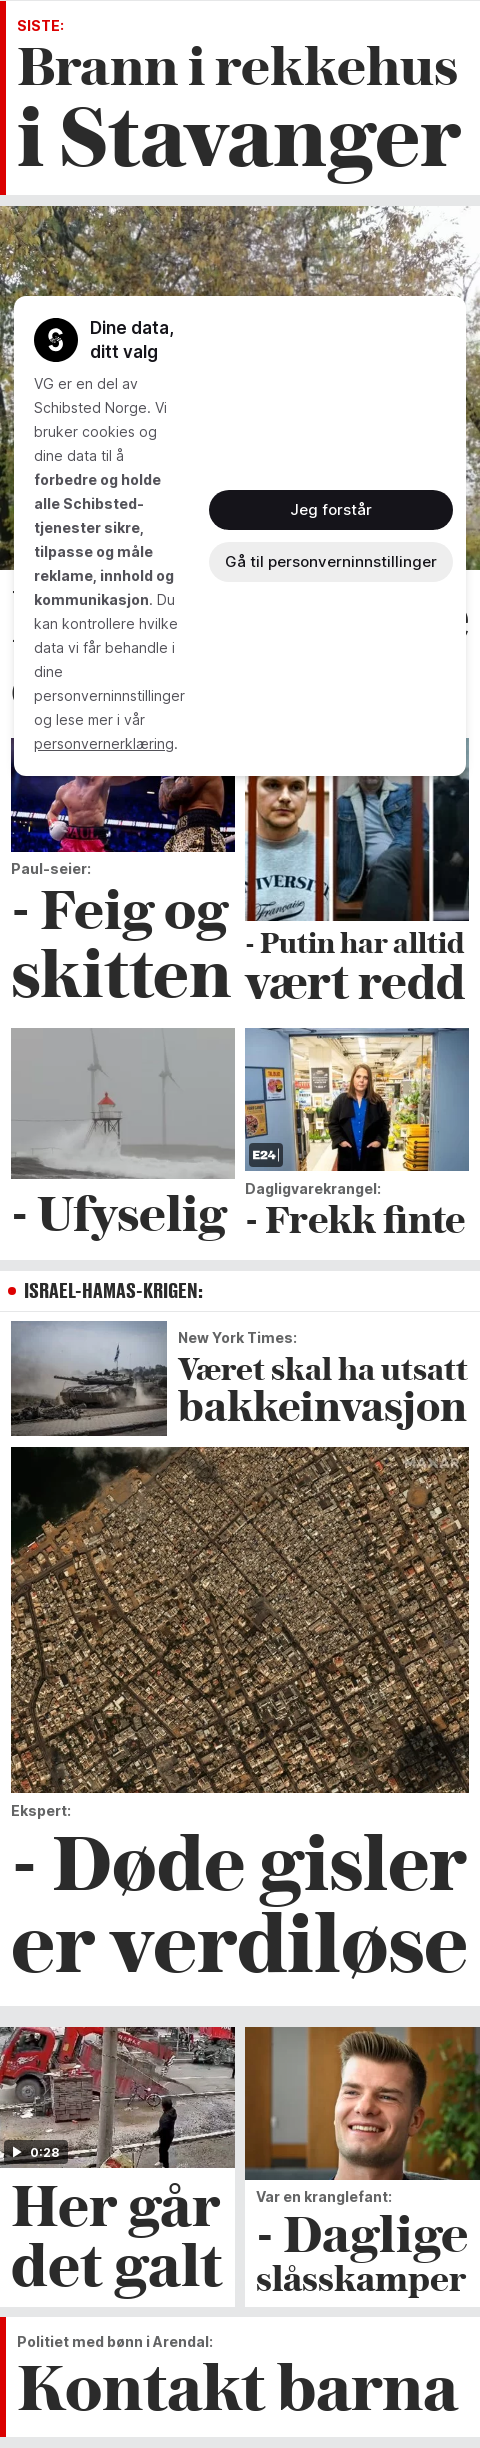 SISTE:
Brann i rekkehus
i Stavanger
Dine data,
ditt valg
VG er en del av
Schibsted Norge. Vi
bruker cookies og
dine data til å
forbedre og holde
alle Schibsted-
tjenester sikre,
tilpasse og måle
reklame, innhold og
kommunikasjon. Du
kan kontrollere hvilke
data vi får behandle i
dine
personverninnstillinger
og lese mer i vår
personvernerklæring.
Jeg forstår
Gå til personverninnstillinger
Paul-seier:
- Feig og
skitten
- Putin har alltid
vært redd
- Ufyselig
E24
Dagligvarekrangel:
- Frekk finte
ISRAEL-HAMAS-KRIGEN:
New York Times:
Været skal ha utsatt
bakkeinvasjon
MAXAR
Ekspert:
- Døde gisler
er verdiløse
0:28
Her går
det galt
Var en kranglefant:
- Daglige
slåsskamper
Politiet med bønn i Arendal:
Kontakt barna